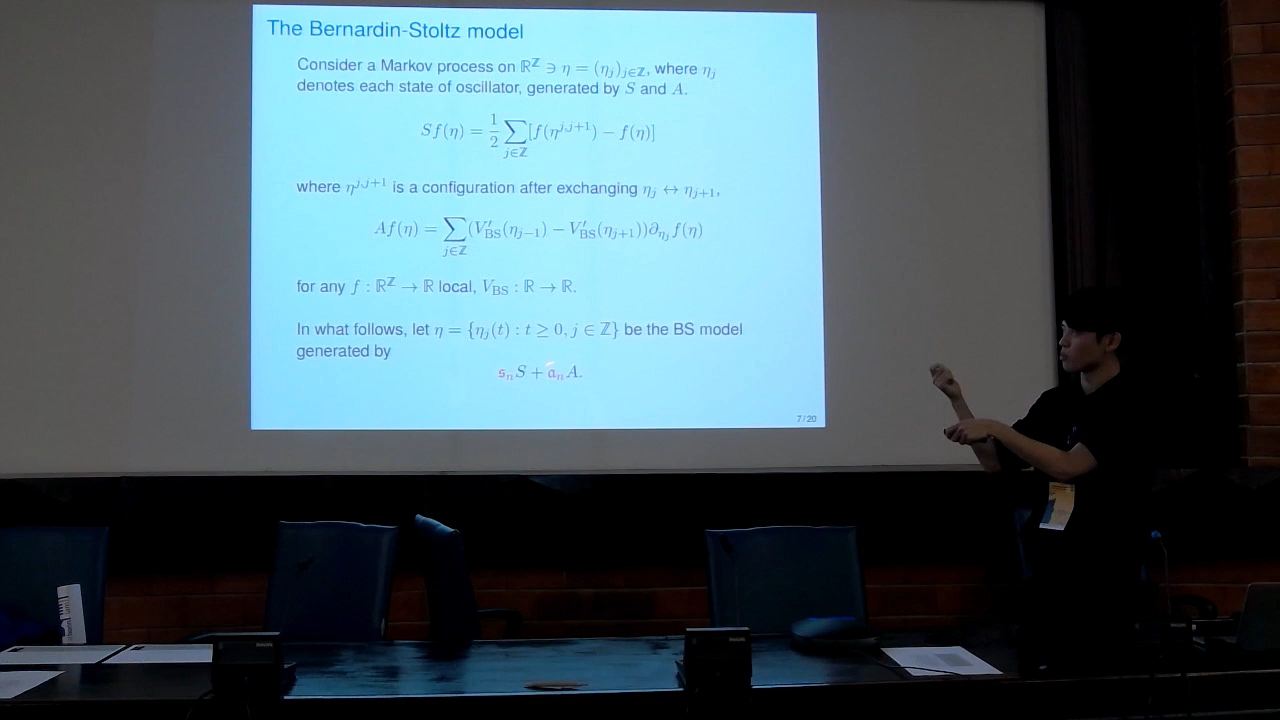 The Bernardin-Stoltz model
Consider a Markov process on ℝ^ℤ ∋ η = (η_j)_{j∈ℤ}, where η_j
denotes each state of oscillator, generated by S and A.
Sf(η) = 1/2 ∑_{j∈ℤ} [f(η^{j,j+1}) − f(η)]
where η^{j,j+1} is a configuration after exchanging η_j ↔ η_{j+1},
Af(η) = ∑_{j∈ℤ} (V′_BS(η_{j−1}) − V′_BS(η_{j+1}))∂_{η_j} f(η)
for any f : ℝ^ℤ → ℝ local, V_BS : ℝ → ℝ.
In what follows, let η = {η_j(t) : t ≥ 0, j ∈ ℤ} be the BS model
generated by
𝔰_n S + 𝔞_n A.
7/20